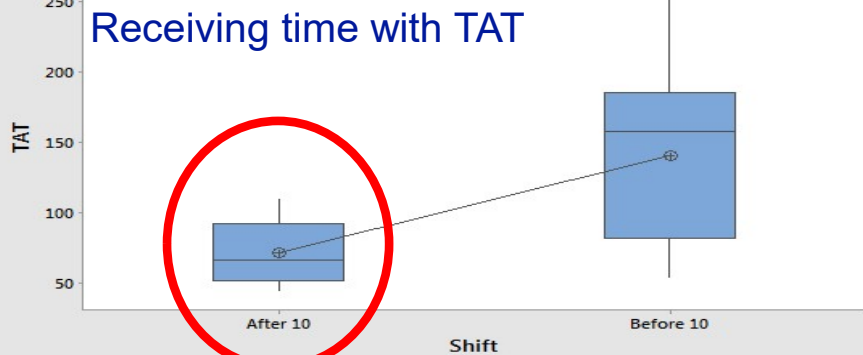 250
Receiving time with TAT
200
TAT
150
100
50
After 10
Before 10
Shift